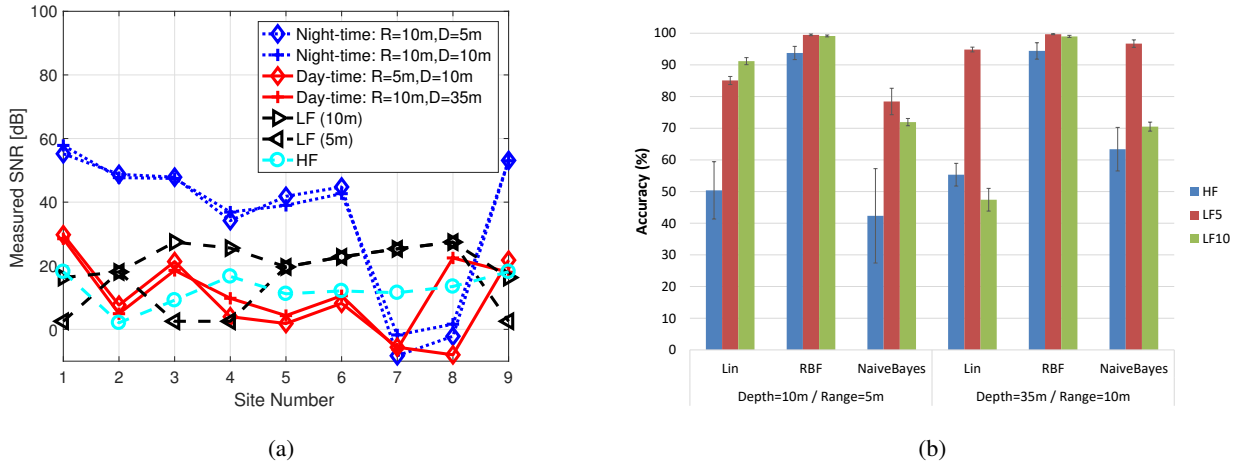 100
80
60
40
20
0
Measured SNR [dB]
Night-time: R=10m,D=5m
Night-time: R=10m,D=10m
Day-time: R=5m,D=10m
Day-time: R=10m,D=35m
LF (10m)
LF (5m)
HF
1 2 3 4 5 6 7 8 9
Site Number
(a)
100
90
80
70
60
50
40
30
20
10
0
Accuracy (%)
Lin RBF NaiveBayes Lin RBF NaiveBayes
Depth=10m / Range=5m Depth=35m / Range=10m
HF
LF5
LF10
(b)